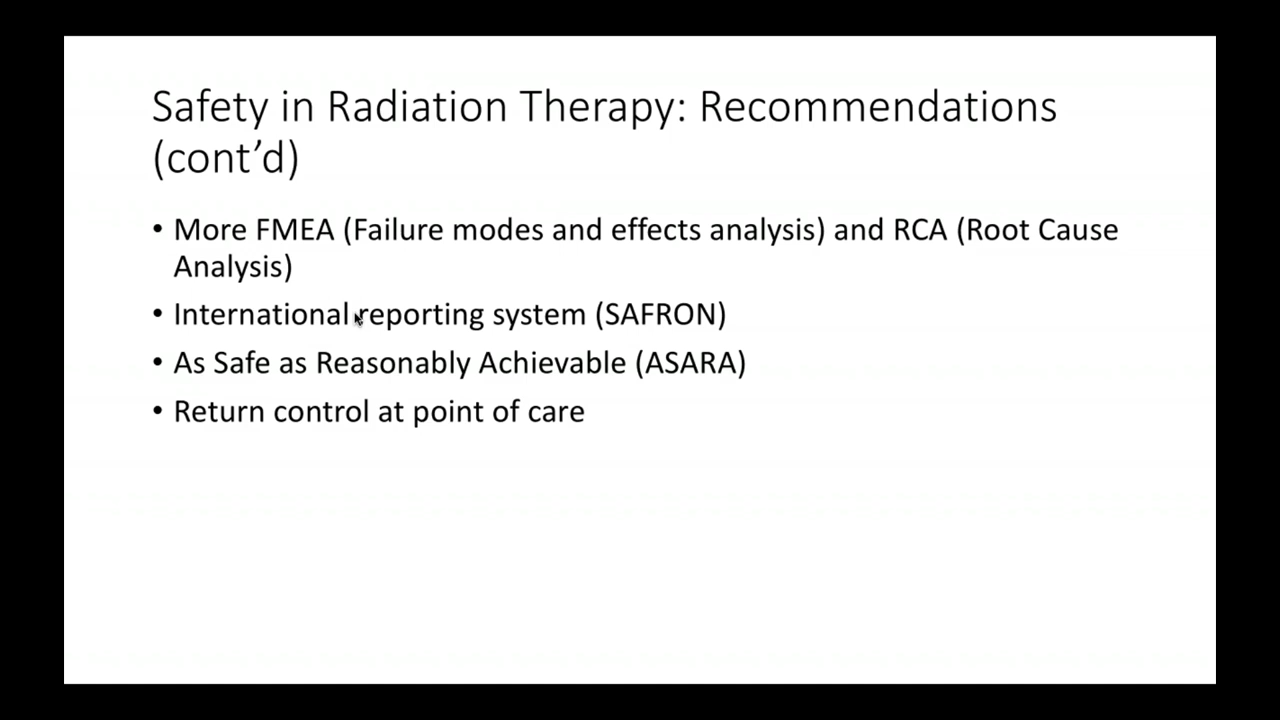 Safety in Radiation Therapy: Recommendations
(cont’d)
• More FMEA (Failure modes and effects analysis) and RCA (Root Cause
Analysis)
• International reporting system (SAFRON)
• As Safe as Reasonably Achievable (ASARA)
• Return control at point of care